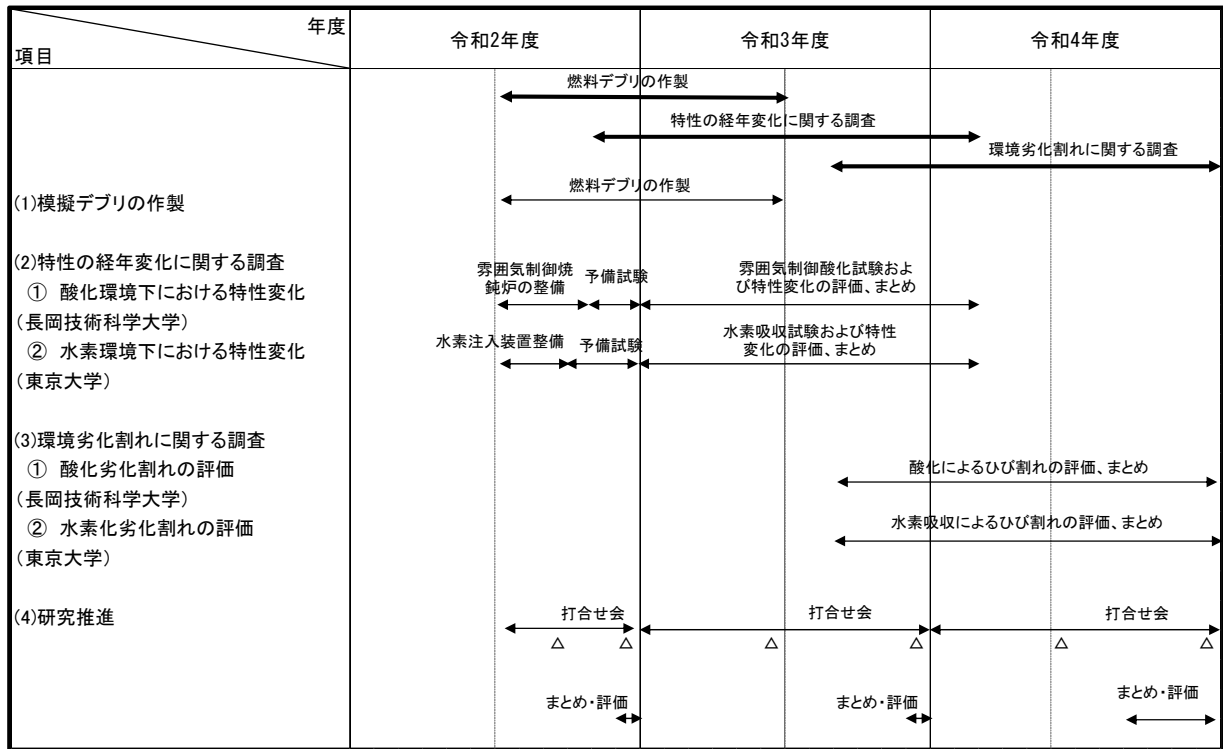 年度
項目
令和2年度
令和3年度
令和4年度
燃料デブリの作製
特性の経年変化に関する調査
環境劣化割れに関する調査
(1)模擬デブリの作製
燃料デブリの作製
(2)特性の経年変化に関する調査
① 酸化環境下における特性変化
(長岡技術科学大学)
雰囲気制御焼
鈍炉の整備
予備試験
雰囲気制御酸化試験およ
び特性変化の評価、まとめ
② 水素環境下における特性変化
(東京大学)
水素注入装置整備
予備試験
水素吸収試験および特性
変化の評価、まとめ
(3)環境劣化割れに関する調査
① 酸化劣化割れの評価
(長岡技術科学大学)
酸化によるひび割れの評価、まとめ
② 水素化劣化割れの評価
(東京大学)
水素吸収によるひび割れの評価、まとめ
(4)研究推進
打合せ会
打合せ会
打合せ会
△ △ △ △ △ △
まとめ・評価
まとめ・評価
まとめ・評価